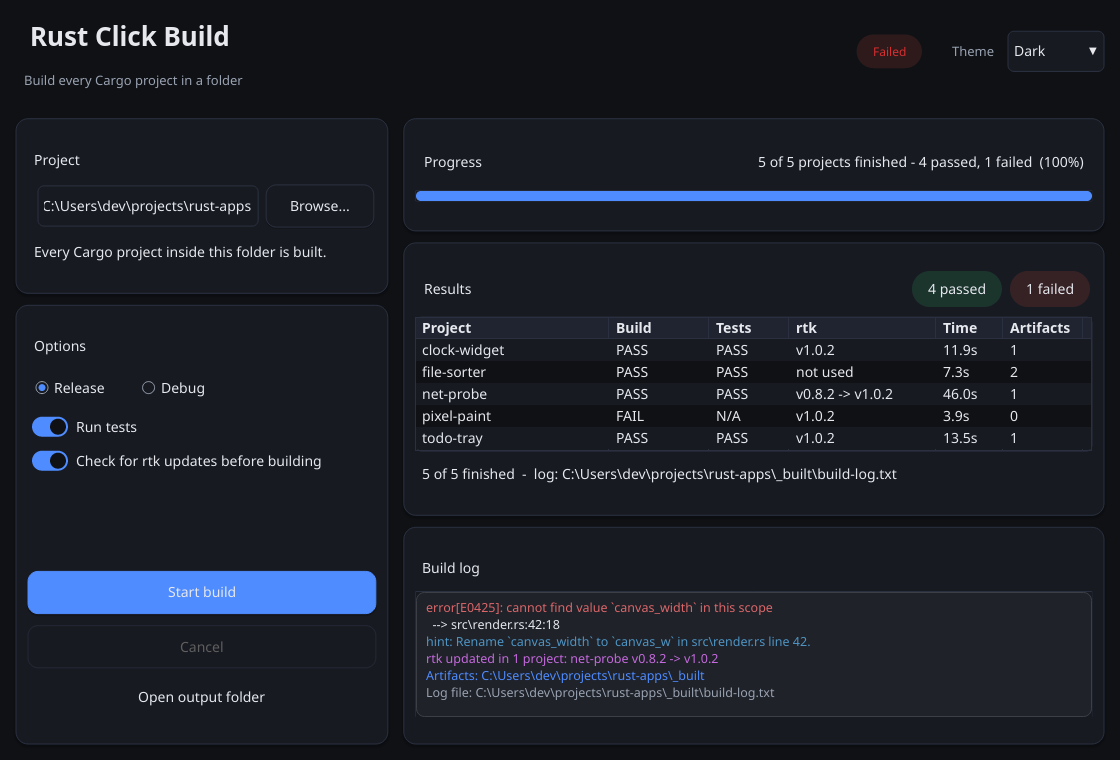 Rust Click Build
Build every Cargo project in a folder
Failed
Theme
Dark
Project
C:\Users\dev\projects\rust-apps
Browse...
Every Cargo project inside this folder is built.
Options
Release
Debug
Run tests
Check for rtk updates before building
Start build
Cancel
Open output folder
Progress
5 of 5 projects finished - 4 passed, 1 failed (100%)
Results
4 passed
1 failed
Project Build Tests rtk Time Artifacts
clock-widget PASS PASS v1.0.2 11.9s 1
file-sorter PASS PASS not used 7.3s 2
net-probe PASS PASS v0.8.2 -> v1.0.2 46.0s 1
pixel-paint FAIL N/A v1.0.2 3.9s 0
todo-tray PASS PASS v1.0.2 13.5s 1
5 of 5 finished - log: C:\Users\dev\projects\rust-apps\_built\build-log.txt
Build log
error[E0425]: cannot find value `canvas_width` in this scope
--> src\render.rs:42:18
hint: Rename `canvas_width` to `canvas_w` in src\render.rs line 42.
rtk updated in 1 project: net-probe v0.8.2 -> v1.0.2
Artifacts: C:\Users\dev\projects\rust-apps\_built
Log file: C:\Users\dev\projects\rust-apps\_built\build-log.txt